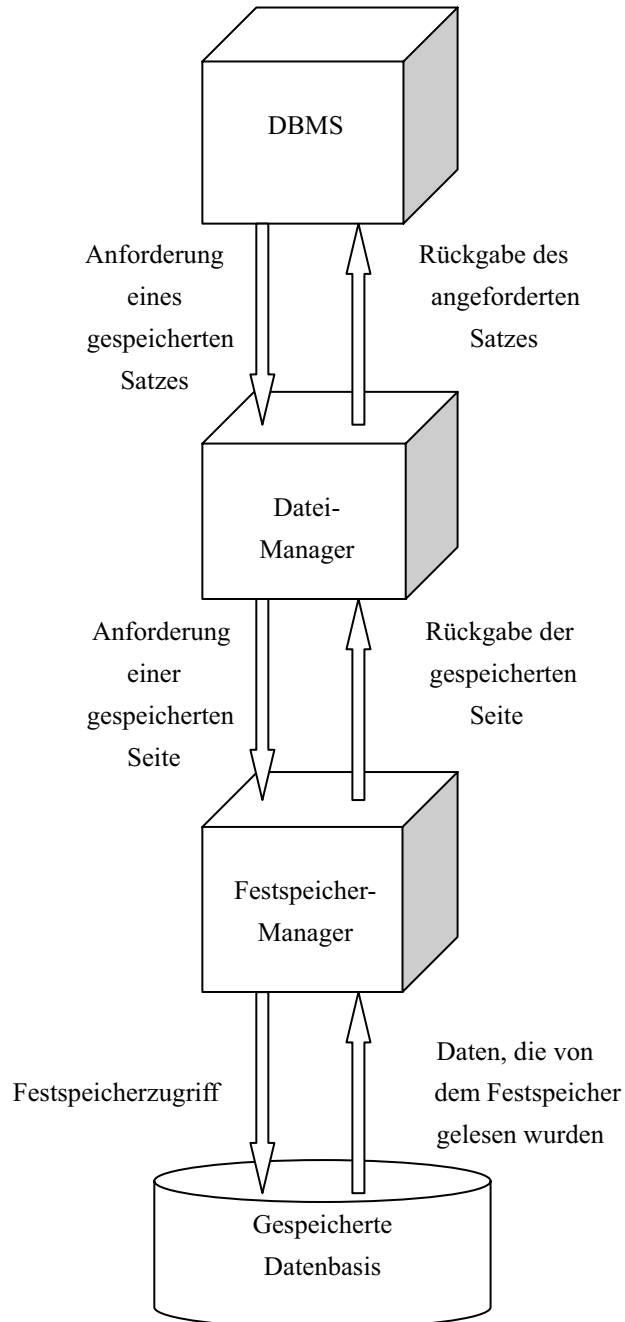 DBMS
Anforderung
eines
gespeicherten
Satzes
Rückgabe des
angeforderten
Satzes
Datei-
Manager
Anforderung
einer
gespeicherten
Seite
Rückgabe der
gespeicherten
Seite
Festspeicher-
Manager
Festspeicherzugriff
Daten, die von
dem Festspeicher
gelesen wurden
Gespeicherte
Datenbasis